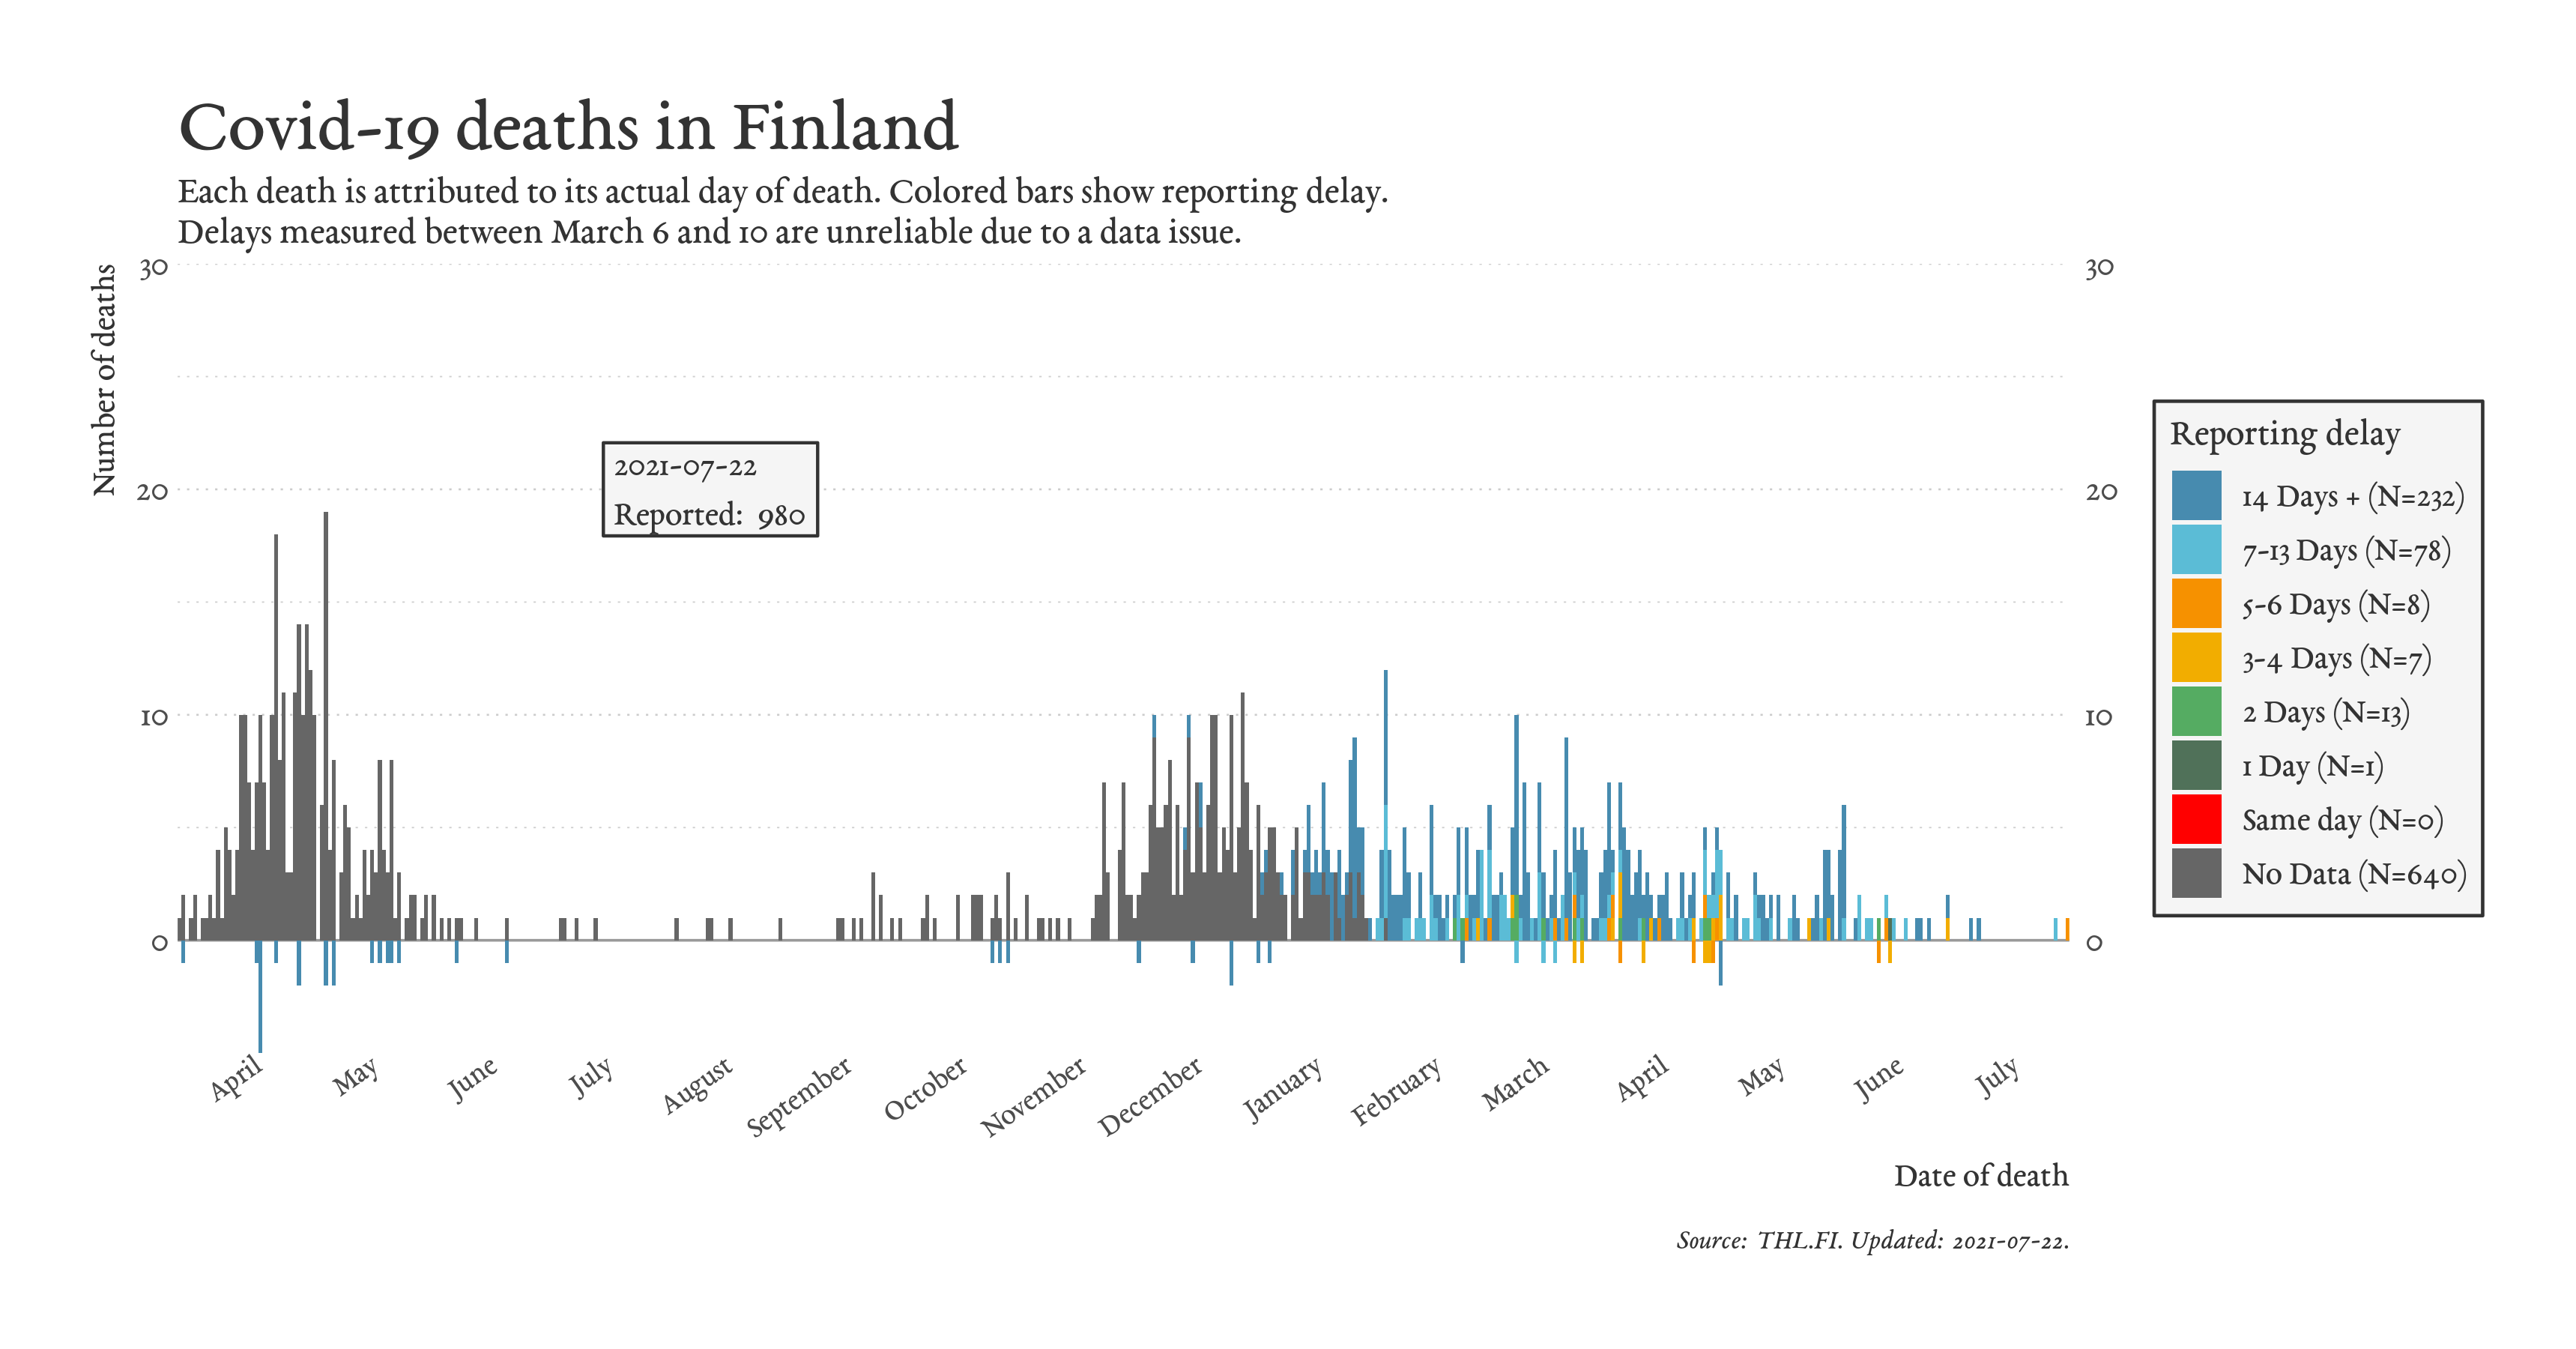 Covid-19 deaths in Finland
Each death is attributed to its actual day of death. Colored bars show reporting delay.
Delays measured between March 6 and 10 are unreliable due to a data issue.
Number of deaths
30
20
10
0
30
20
10
0
2021-07-22
Reported: 980
Reporting delay
14 Days + (N=232)
7-13 Days (N=78)
5-6 Days (N=8)
3-4 Days (N=7)
2 Days (N=13)
1 Day (N=1)
Same day (N=0)
No Data (N=640)
April
May
June
July
August
September
October
November
December
January
February
March
April
May
June
July
Date of death
Source: THL.FI. Updated: 2021-07-22.